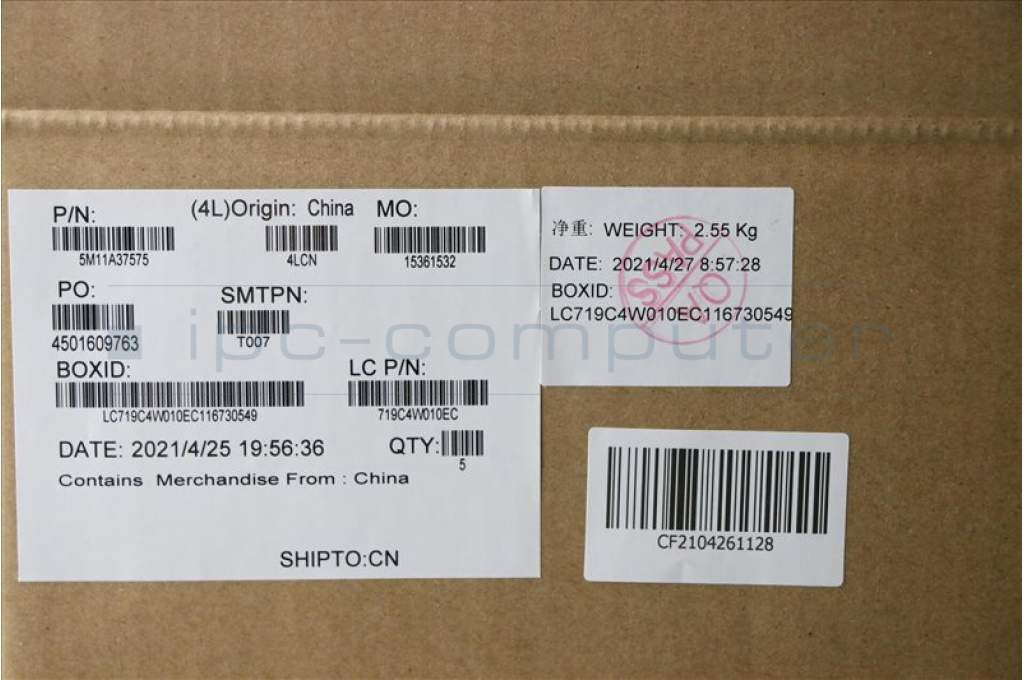 P/N: (4L)Origin: China MO:
5M11A37575 4LCN 15361532
PO: SMTPN:
4501609763 T007
BOXID: LC P/N:
LC719C4W010EC116730549 719C4W010EC
DATE: 2021/4/25 19:56:36 QTY:
5
Contains Merchandise From : China
SHIPTO:CN
净重: WEIGHT: 2.55 Kg
DATE: 2021/4/27 8:57:28
BOXID:
LC719C4W010EC116730549
OA
PASS
CF2104261128
ipc-computer